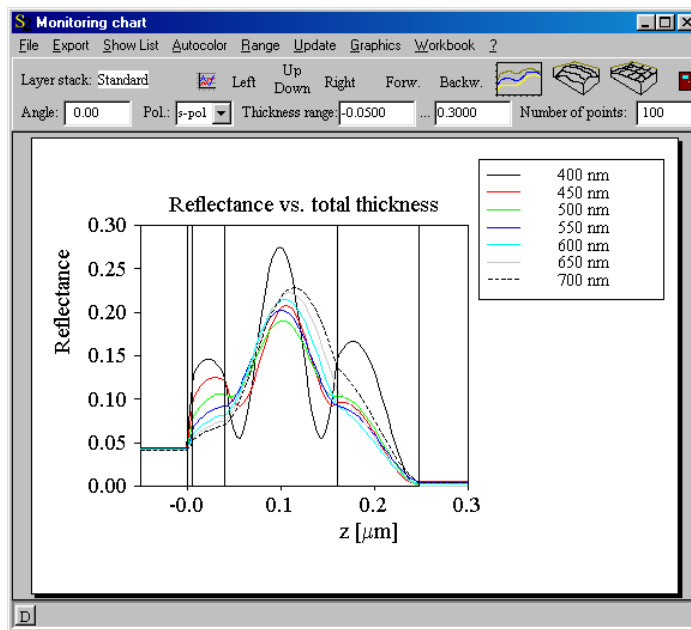 Monitoring chart
File Export Show List Autocolor Range Update Graphics Workbook ?
Layer stack: Standard Left Up Down Right Forw. Backw.
Angle: 0.00 Pol.: s-pol Thickness range: -0.0500 ... 0.3000 Number of points: 100
400 nm
450 nm
500 nm
550 nm
600 nm
650 nm
700 nm
Reflectance vs. total thickness
Reflectance
0.30
0.25
0.20
0.15
0.10
0.05
0.00
-0.0 0.1 0.2 0.3
z [μm]
D